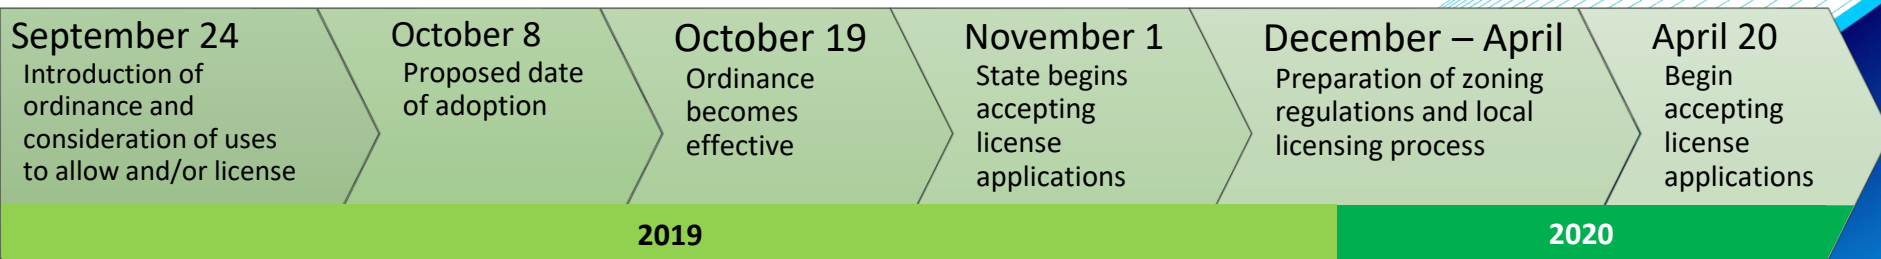 September 24
Introduction of
ordinance and
consideration of uses
to allow and/or license
October 8
Proposed date
of adoption
October 19
Ordinance
becomes
effective
November 1
State begins
accepting
license
applications
December – April
Preparation of zoning
regulations and local
licensing process
April 20
Begin
accepting
license
applications
2019
2020